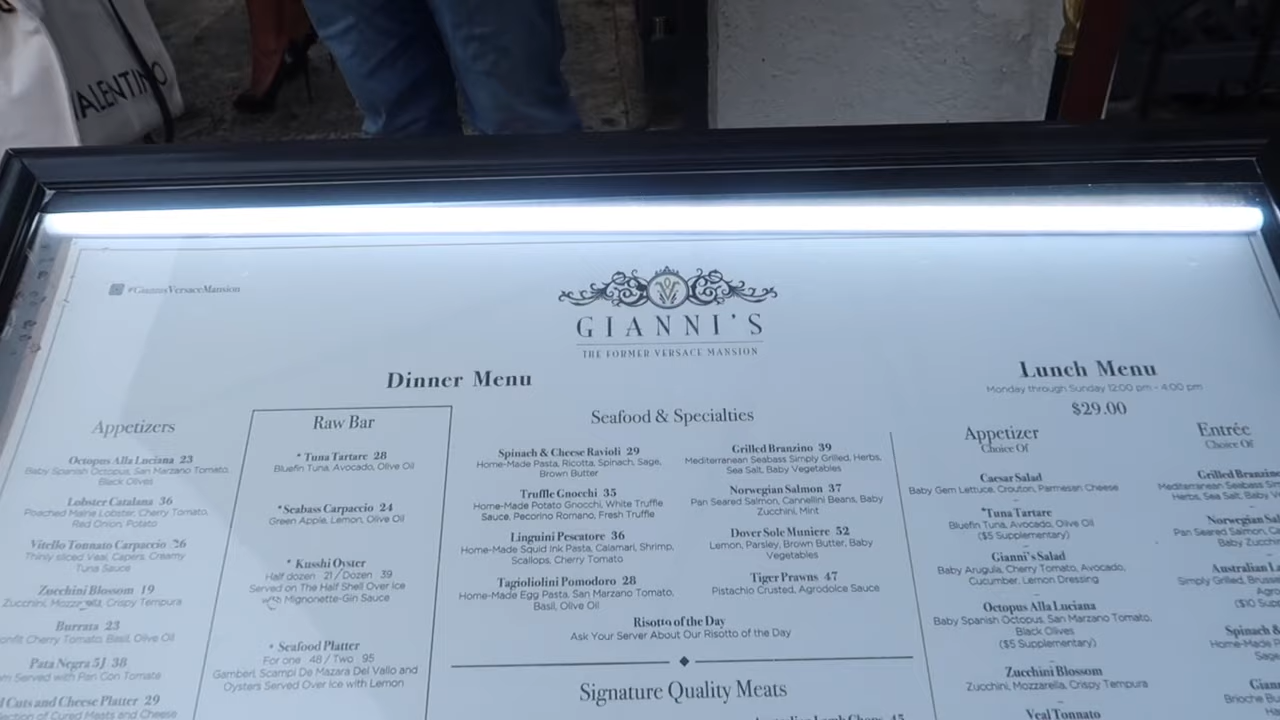 VALENTINO
#GiannisVersaceMansion
GIANNI'S
THE FORMER VERSACE MANSION
Dinner Menu
Appetizers
Octopus Alla Luciana 23
Baby Spanish Octopus, San Marzano Tomato,
Black Olives
Lobster Catalana 36
Poached Maine Lobster, Cherry Tomato,
Red Onion, Potato
Vitello Tonnato Carpaccio 26
Thinly sliced Veal, Capers, Creamy
Tuna Sauce
Zucchini Blossom 19
Zucchini, Mozzarella, Crispy Tempura
Burrata 23
Cherry Tomato, Basil, Olive Oil
Pata Negra 5J 38
Served with Pan Con Tomate
Cuts and Cheese Platter 29
of Cured Meats and Cheese
Raw Bar
* Tuna Tartare 28
Bluefin Tuna, Avocado, Olive Oil
*Seabass Carpaccio 24
Green Apple, Lemon, Olive Oil
* Kusshi Oyster
Half dozen 21 / Dozen 39
Served on The Half Shell Over Ice
with Mignonette-Gin Sauce
* Seafood Platter
For one 48 / Two 95
Gamberi, Scampi De Mazara Del Vallo and
Oysters Served Over Ice with Lemon
Seafood & Specialties
Spinach & Cheese Ravioli 29
Home-Made Pasta, Ricotta, Spinach, Sage,
Brown Butter
Truffle Gnocchi 35
Home-Made Potato Gnocchi, White Truffle
Sauce, Pecorino Romano, Fresh Truffle
Linguini Pescatore 36
Home-Made Squid Ink Pasta, Calamari, Shrimp,
Scallops, Cherry Tomato
Tagioliolini Pomodoro 28
Home-Made Egg Pasta, San Marzano Tomato,
Basil, Olive Oil
Grilled Branzino 39
Mediterranean Seabass Simply Grilled, Herbs,
Sea Salt, Baby Vegetables
Norwegian Salmon 37
Pan Seared Salmon, Cannellini Beans, Baby
Zucchini, Mint
Dover Sole Muniere 52
Lemon, Parsley, Brown Butter, Baby
Vegetables
Tiger Prawns 47
Pistachio Crusted, Agrodolce Sauce
Risotto of the Day
Ask Your Server About Our Risotto of the Day
Signature Quality Meats
Australian Lamb Chops 45
Lunch Menu
Monday through Sunday 12:00 pm - 4:00 pm
$29.00
Appetizer
Choice Of
Caesar Salad
Baby Gem Lettuce, Crouton, Parmesan Cheese
*Tuna Tartare
Bluefin Tuna, Avocado, Olive Oil
($5 Supplementary)
Gianni's Salad
Baby Arugula, Cherry Tomato, Avocado,
Cucumber, Lemon Dressing
Octopus Alla Luciana
Baby Spanish Octopus, San Marzano Tomato,
Black Olives
($5 Supplementary)
Zucchini Blossom
Zucchini, Mozzarella, Crispy Tempura
Veal Tonnato
Entrée
Choice Of
Grilled Branzino
Mediterranean Seabass
Herbs, Sea Salt, Baby
Norwegian
Pan Seared Salmon,
Baby Zucchini
Australian
Simply Grilled,
($10
Spinach &
Home-Made
Brioche